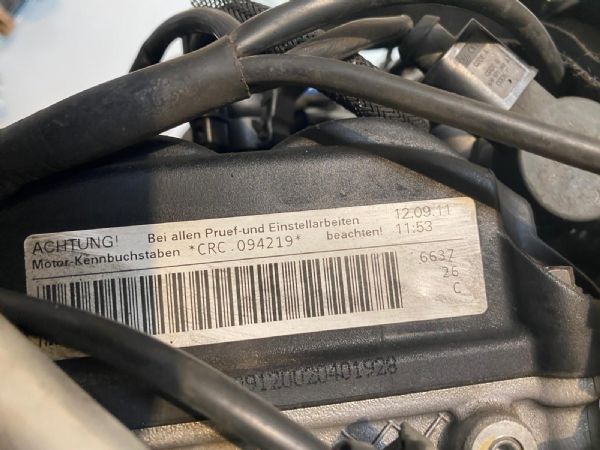 ACHTUNG! Bei allen Pruef-und Einstellarbeiten 12.09.11
Motor-Kennbuchstaben *CRC.094219* beachten! 11:53
6637
26
C